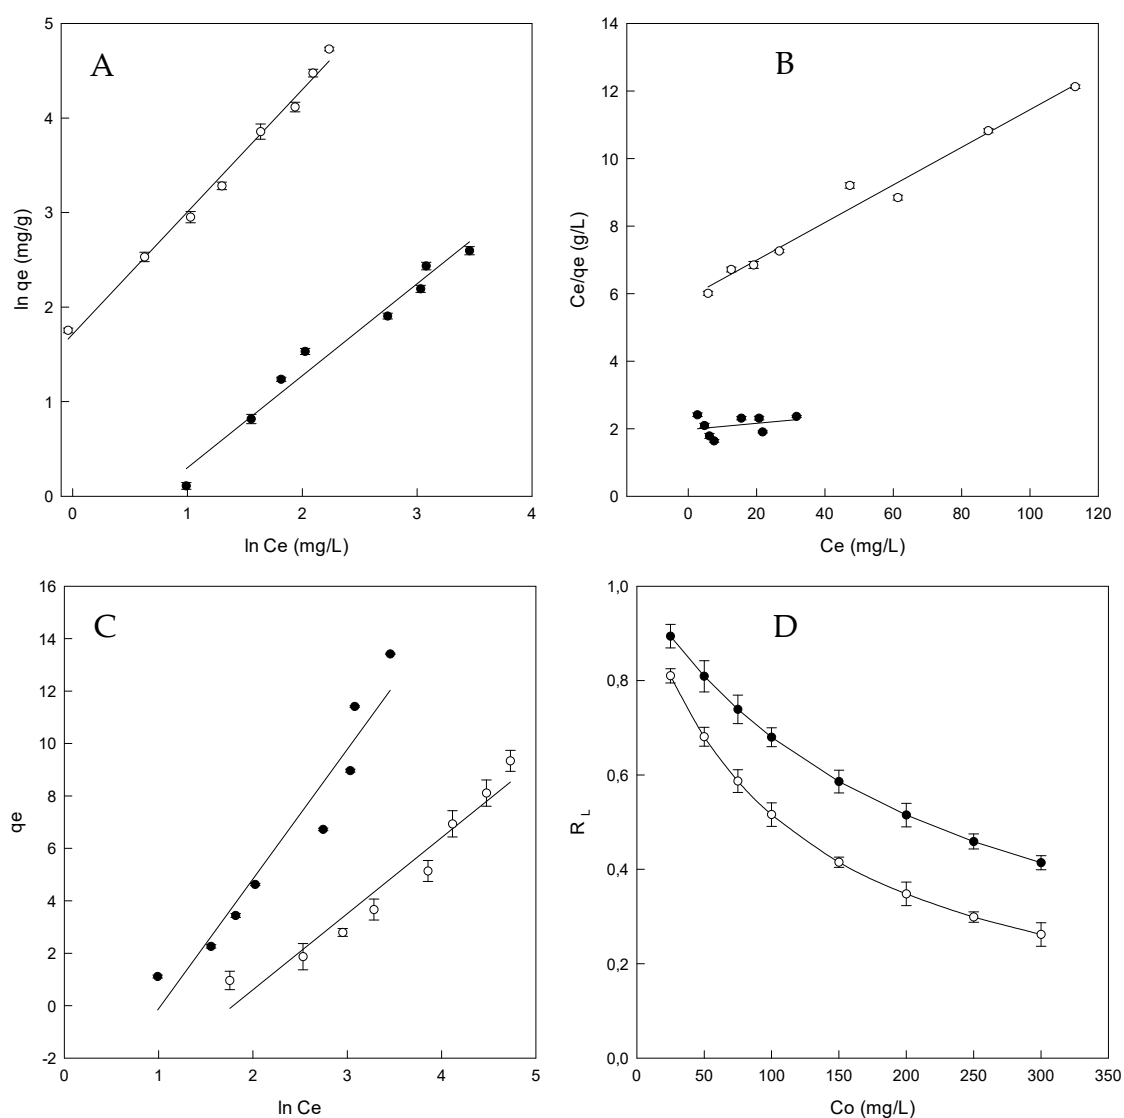 A
5
4
3
2
1
0
ln qe (mg/g)
0 1 2 3 4
ln Ce (mg/L)
B
14
12
10
8
6
4
2
0
Ce/qe (g/L)
0 20 40 60 80 100 120
Ce (mg/L)
C
16
14
12
10
8
6
4
2
0
-2
qe
0 1 2 3 4 5
ln Ce
D
1,0
0,8
0,6
0,4
0,2
0,0
R L
0 50 100 150 200 250 300 350
Co (mg/L)